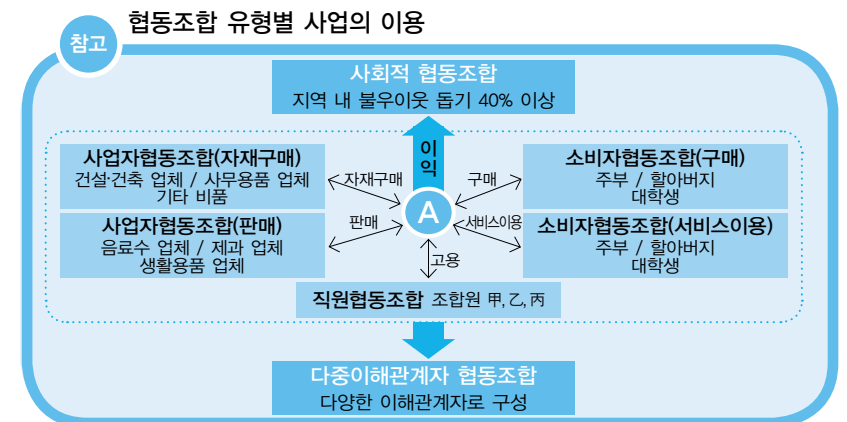 협동조합 유형별 사업의 이용
참고
사회적 협동조합
지역 내 불우이웃 돕기 40% 이상
이익
사업자협동조합(자재구매)
건설·건축 업체 / 사무용품 업체
기타 비품
자재구매
구매
소비자협동조합(구매)
주부 / 할아버지
대학생
A
사업자협동조합(판매)
음료수 업체 / 제과 업체
생활용품 업체
판매
서비스이용
소비자협동조합(서비스이용)
주부 / 할아버지
대학생
고용
직원협동조합 조합원 甲, 乙, 丙
다중이해관계자 협동조합
다양한 이해관계자로 구성